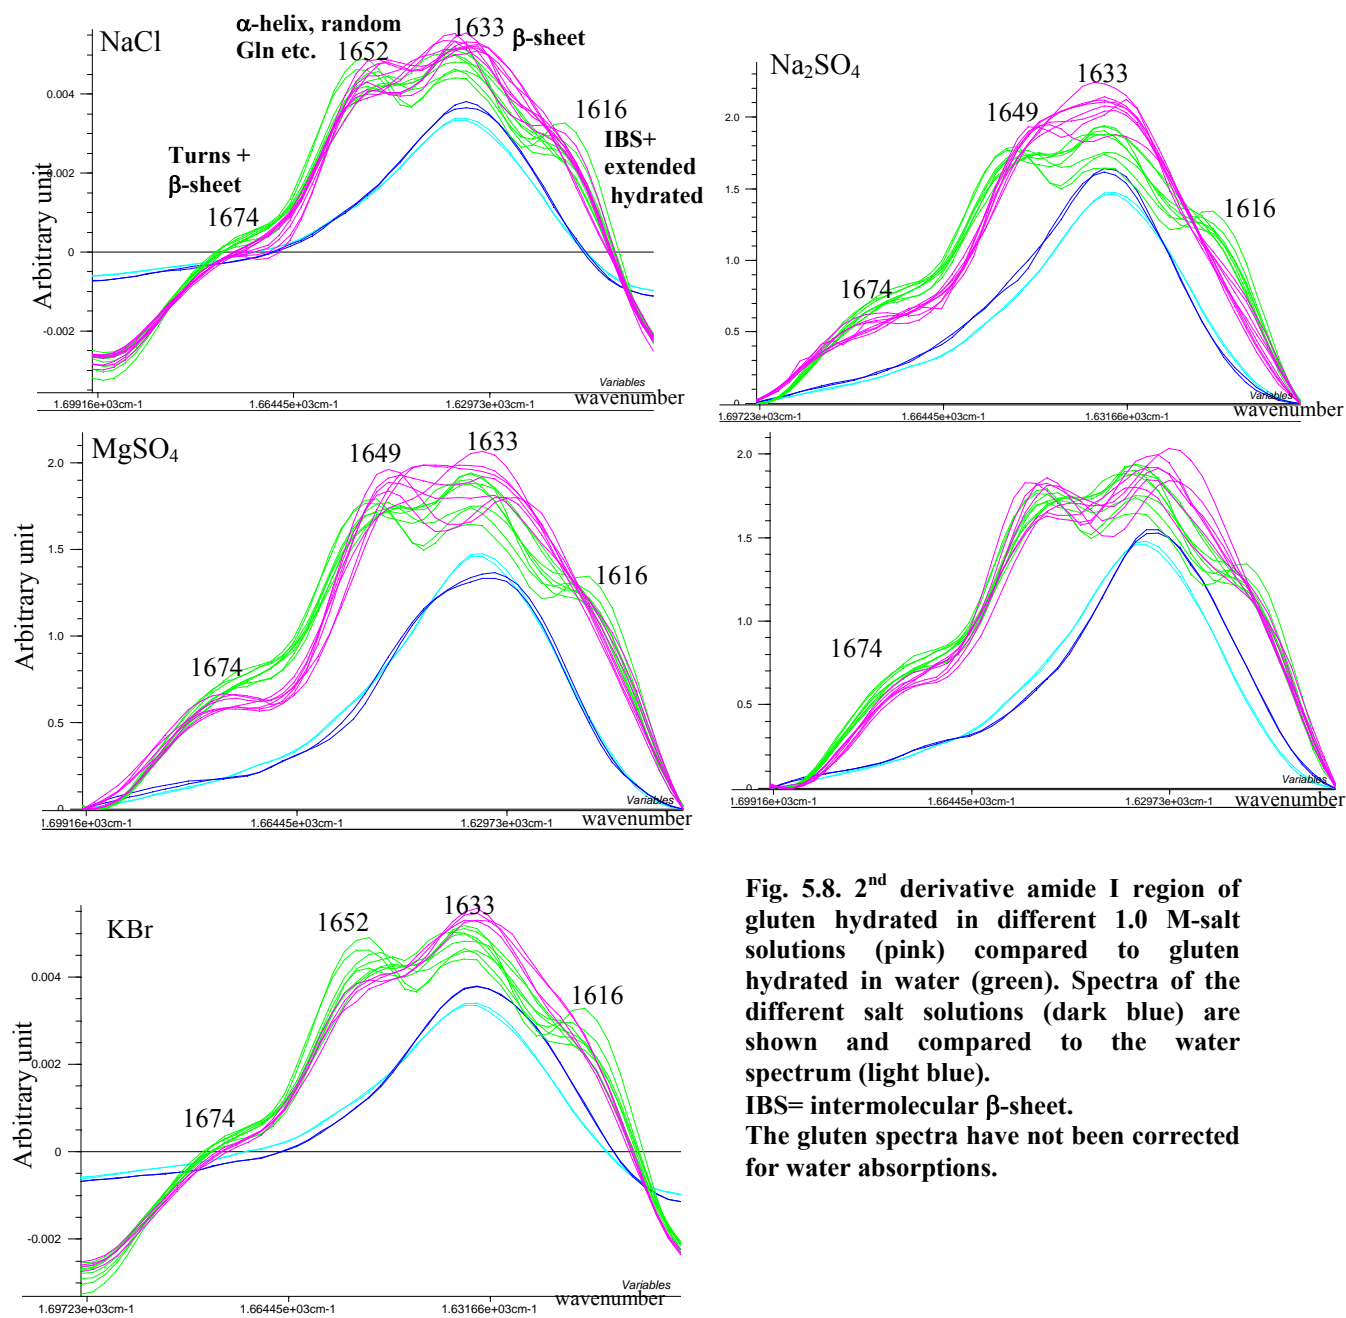 NaCl
α-helix, random
Gln etc.
1652
1633
β-sheet
1616
IBS+
extended
hydrated
Turns +
β-sheet
1674
Arbitrary unit
0.004
0.002
0
-0.002
Variables
1.69916e+03cm-1
1.66445e+03cm-1
1.62973e+03cm-1
wavenumber
Na2SO4
1633
1649
1616
1674
2.0
1.5
1.0
0.5
0
Variables
1.69723e+03cm-1
1.66445e+03cm-1
1.63166e+03cm-1
wavenumber
MgSO4
1649
1633
1616
1674
Arbitrary unit
2.0
1.5
1.0
0.5
0
Variables
1.69916e+03cm-1
1.66445e+03cm-1
1.62973e+03cm-1
wavenumber
1674
2.0
1.5
1.0
0.5
0
Variables
1.69916e+03cm-1
1.66445e+03cm-1
1.62973e+03cm-1
wavenumber
KBr
1652
1633
1616
1674
Arbitrary unit
0.004
0.002
0
-0.002
Variables
1.69723e+03cm-1
1.66445e+03cm-1
1.63166e+03cm-1
wavenumber
Fig. 5.8. 2nd derivative amide I region of
gluten hydrated in different 1.0 M-salt
solutions (pink) compared to gluten
hydrated in water (green). Spectra of the
different salt solutions (dark blue) are
shown and compared to the water
spectrum (light blue).
IBS= intermolecular β-sheet.
The gluten spectra have not been corrected
for water absorptions.